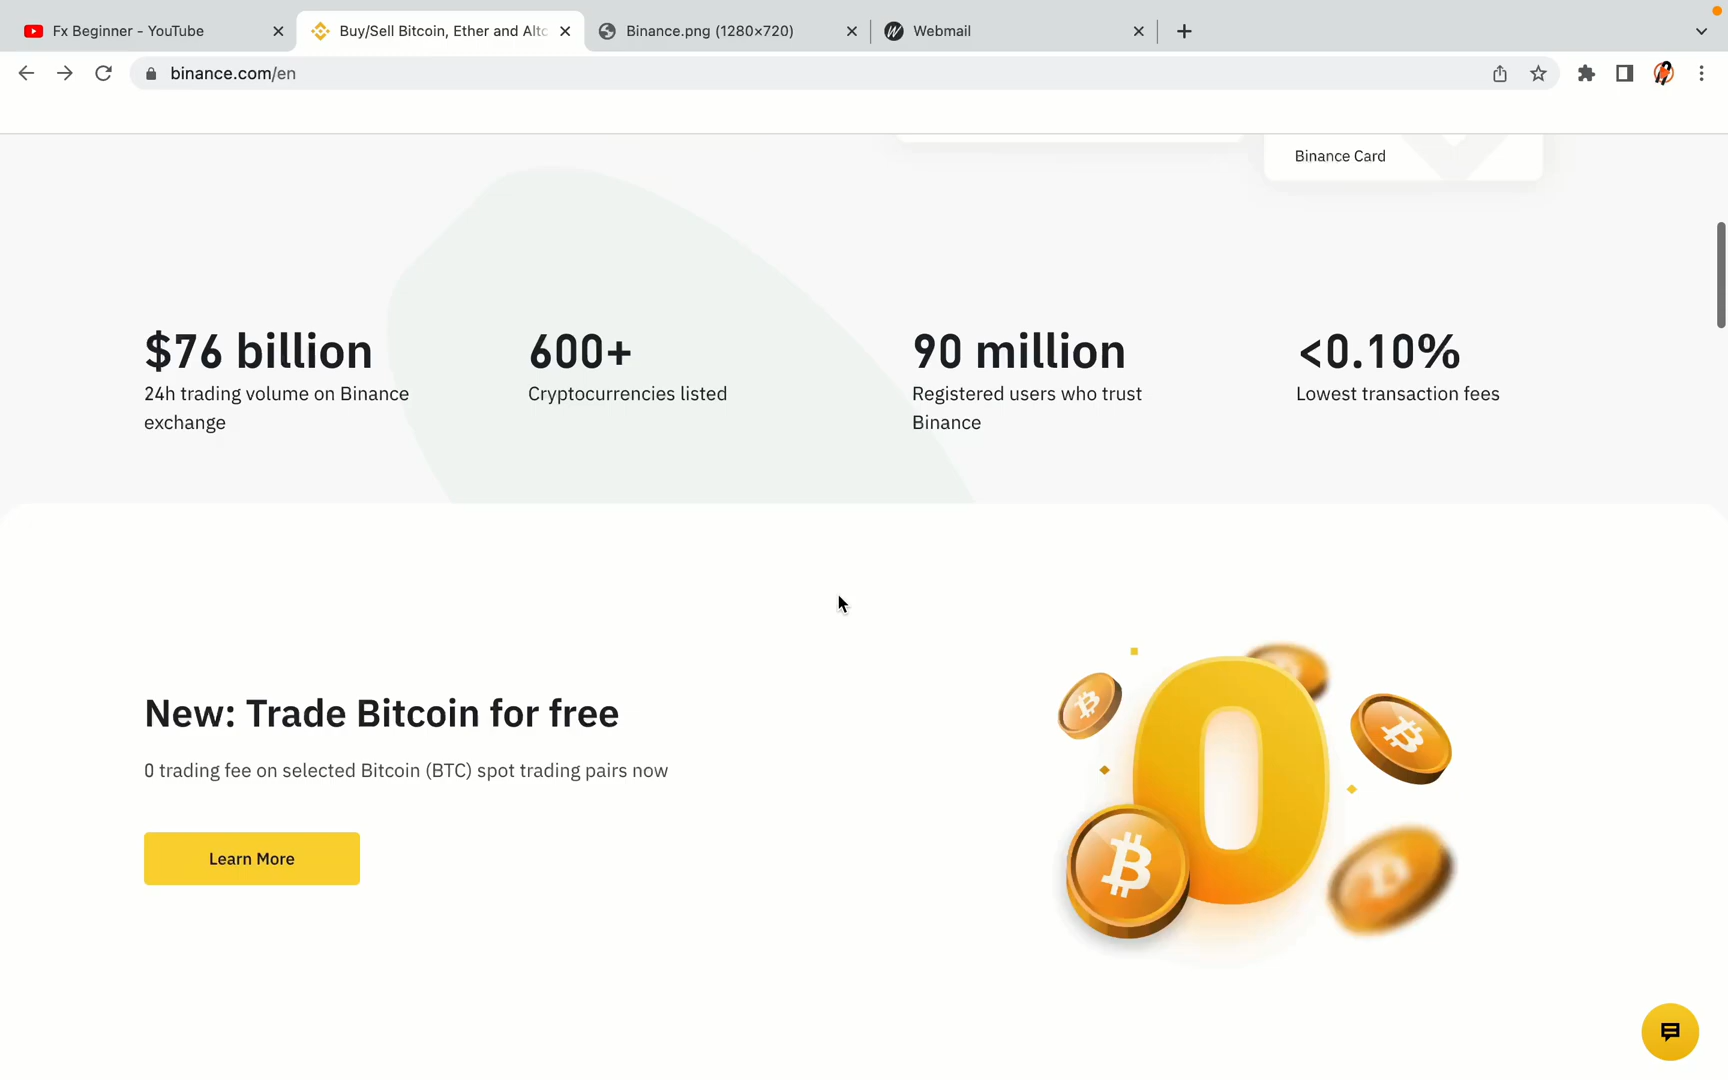 Fx Beginner - YouTube
Buy/Sell Bitcoin, Ether and Altc
Binance.png (1280×720)
Webmail
binance.com/en
Binance Card
$76 billion
24h trading volume on Binance
exchange
600+
Cryptocurrencies listed
90 million
Registered users who trust
Binance
<0.10%
Lowest transaction fees
New: Trade Bitcoin for free
0 trading fee on selected Bitcoin (BTC) spot trading pairs now
Learn More
0